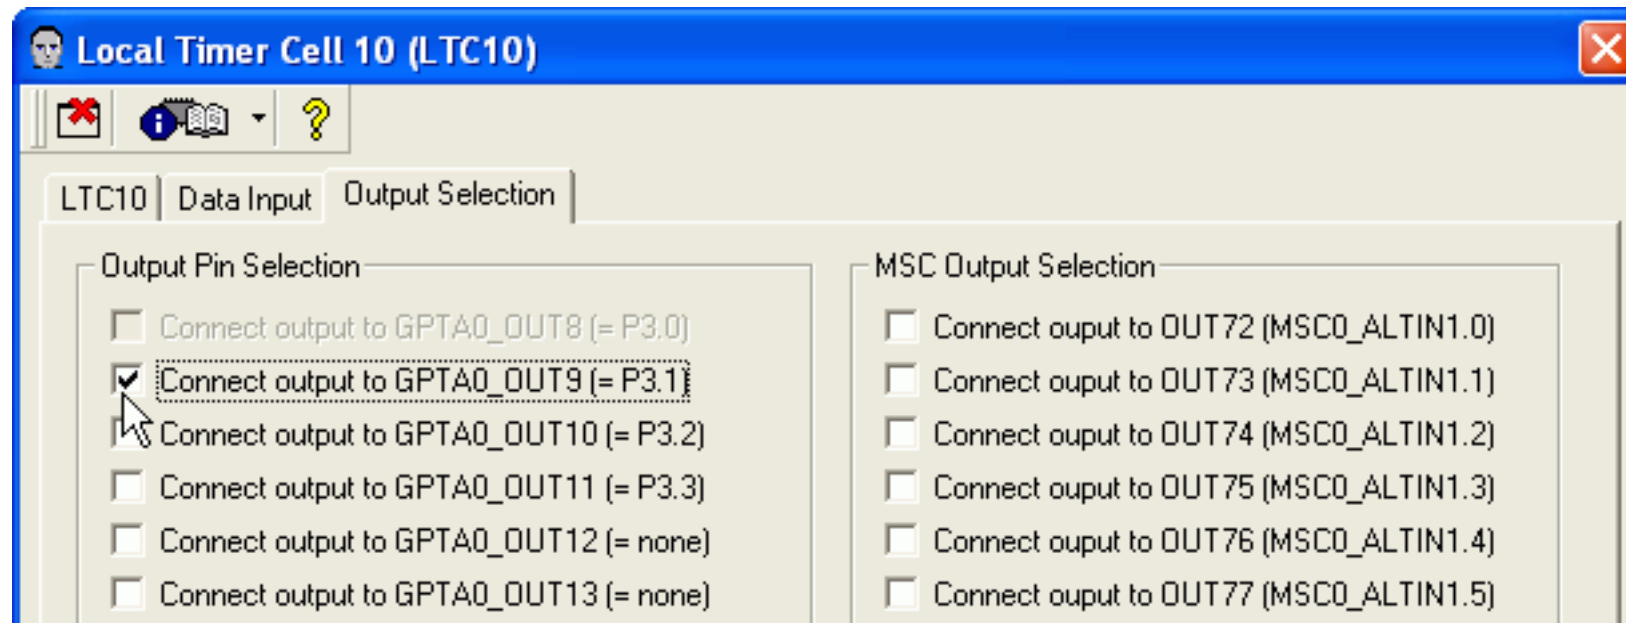 Local Timer Cell 10 (LTC10)
LTC10
Data Input
Output Selection
Output Pin Selection
Connect output to GPTA0_OUT8 (= P3.0)
Connect output to GPTA0_OUT9 (= P3.1)
Connect output to GPTA0_OUT10 (= P3.2)
Connect output to GPTA0_OUT11 (= P3.3)
Connect output to GPTA0_OUT12 (= none)
Connect output to GPTA0_OUT13 (= none)
MSC Output Selection
Connect ouput to OUT72 (MSC0_ALTIN1.0)
Connect ouput to OUT73 (MSC0_ALTIN1.1)
Connect ouput to OUT74 (MSC0_ALTIN1.2)
Connect ouput to OUT75 (MSC0_ALTIN1.3)
Connect ouput to OUT76 (MSC0_ALTIN1.4)
Connect ouput to OUT77 (MSC0_ALTIN1.5)